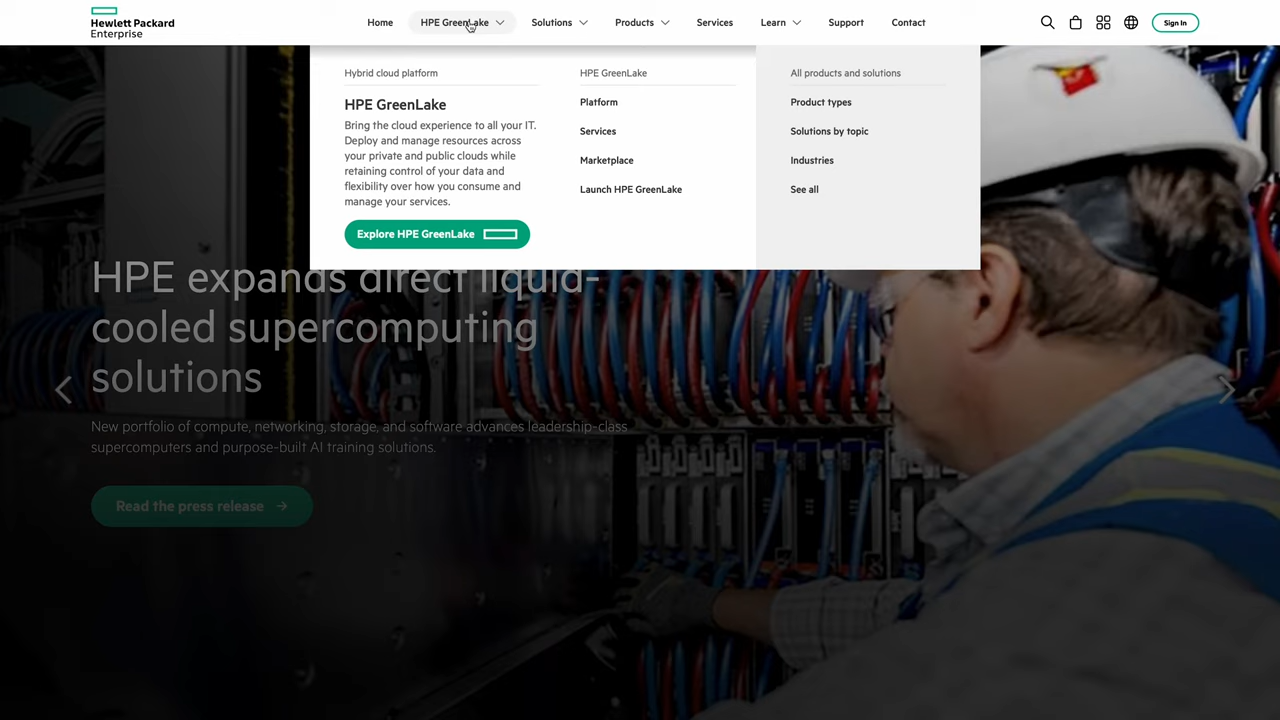 Hewlett Packard
Enterprise
Home
HPE GreenLake
Solutions
Products
Services
Learn
Support
Contact
Sign In
Hybrid cloud platform
HPE GreenLake
Bring the cloud experience to all your IT.
Deploy and manage resources across
your private and public clouds while
retaining control of your data and
flexibility over how you consume and
manage your services.
Explore HPE GreenLake
HPE GreenLake
Platform
Services
Marketplace
Launch HPE GreenLake
All products and solutions
Product types
Solutions by topic
Industries
See all
HPE expands direct liquid-
cooled supercomputing
solutions
New portfolio of compute, networking, storage, and software advances leadership-class
supercomputers and purpose-built AI training solutions.
Read the press release